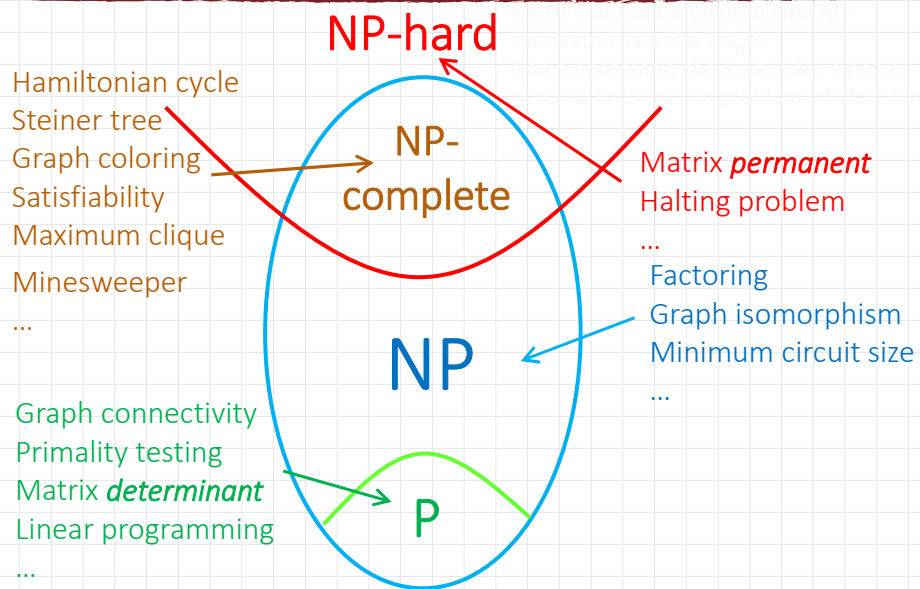 NP-hard
Hamiltonian cycle
Steiner tree
Graph coloring
Satisfiability
Maximum clique
Minesweeper
...
NP-
complete
Matrix permanent
Halting problem
...
Factoring
Graph isomorphism
Minimum circuit size
...
NP
Graph connectivity
Primality testing
Matrix determinant
Linear programming
...
P